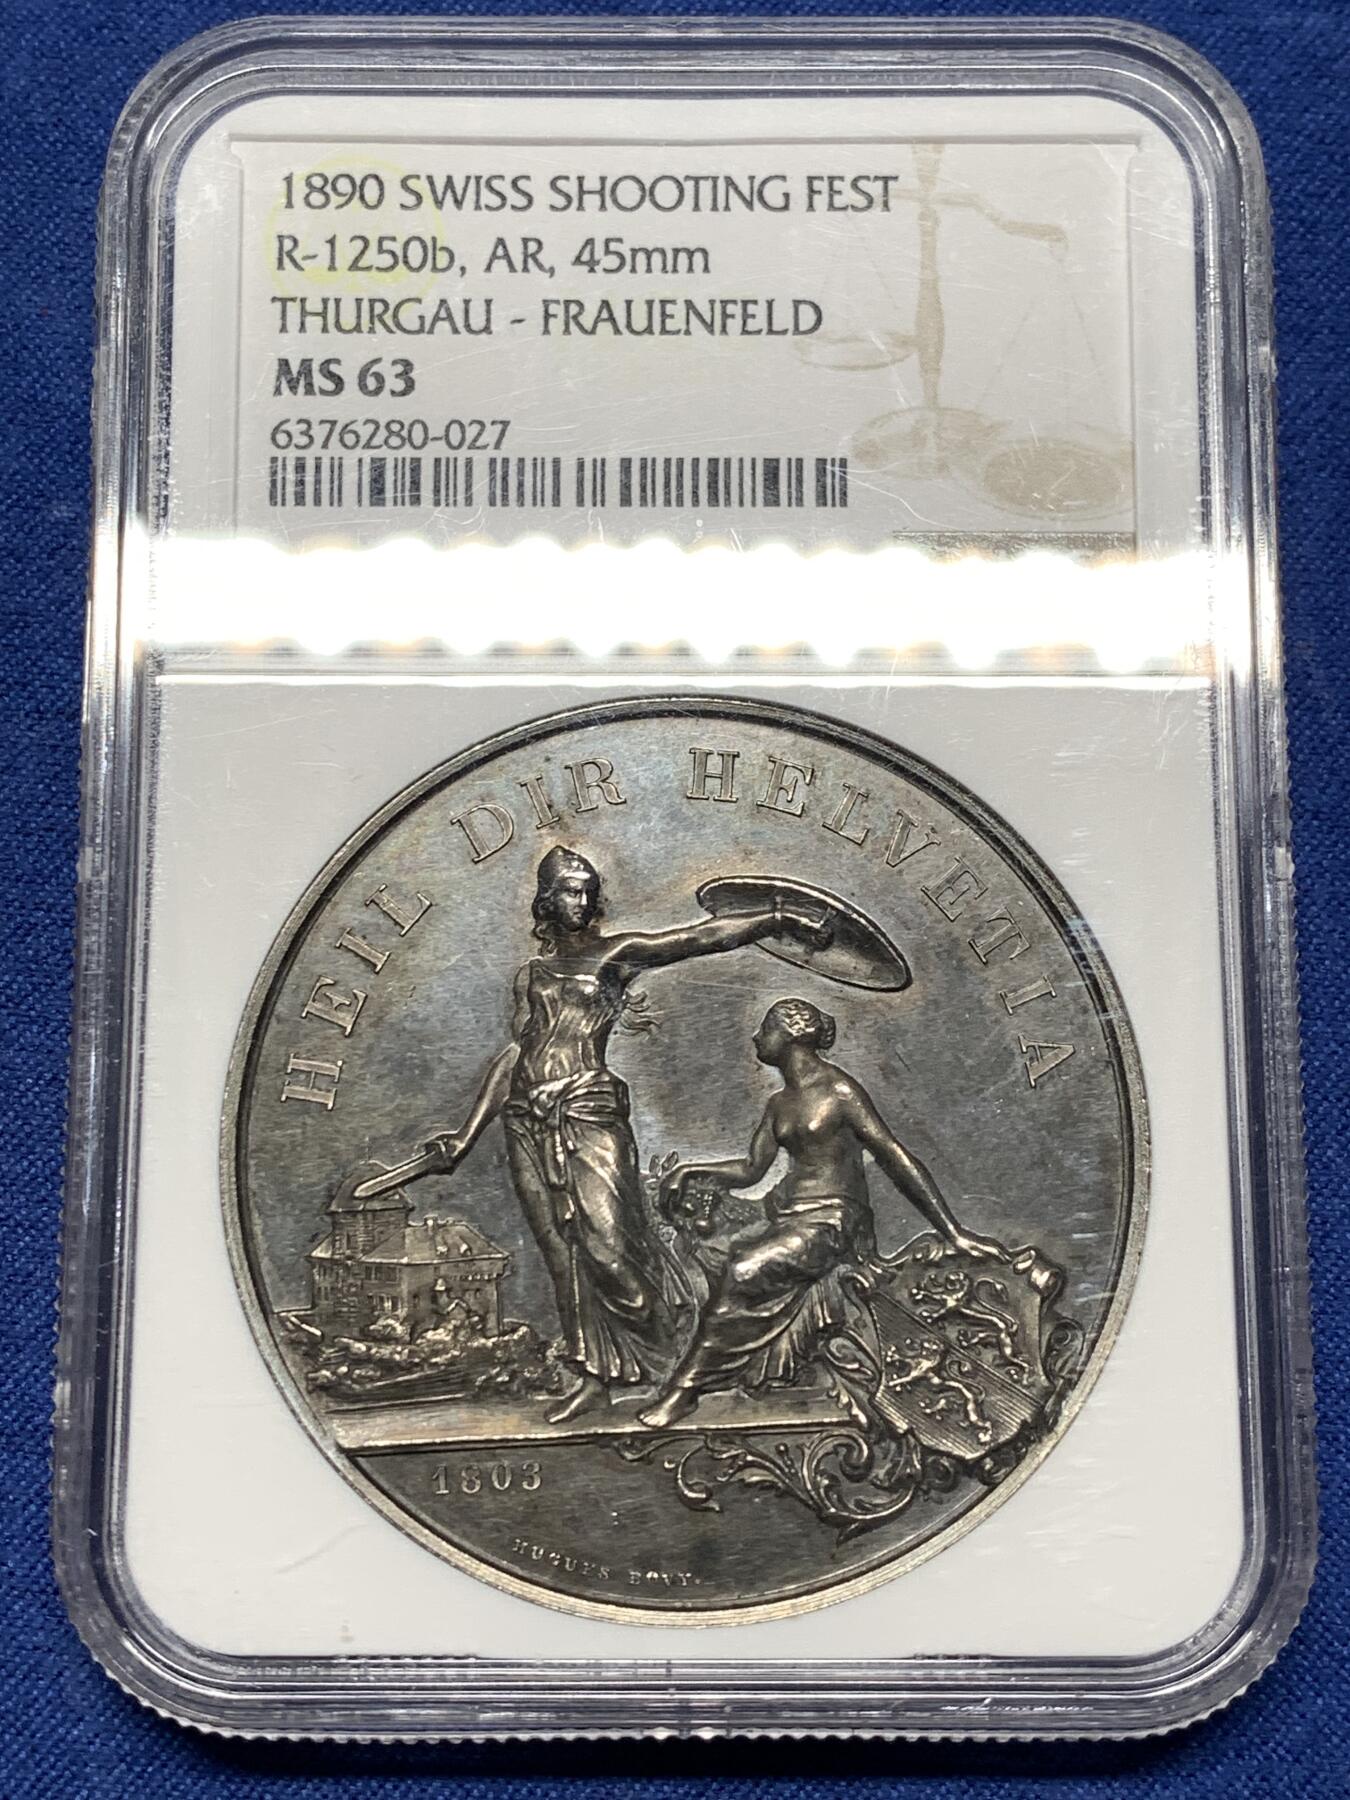 1890 SWISS SHOOTING FEST
R-1250b, AR, 45mm
THURGAU - FRAUENFELD
MS 63
6376280-027
HEIL DIR HELVETIA
1803
HUGUES BOVY.